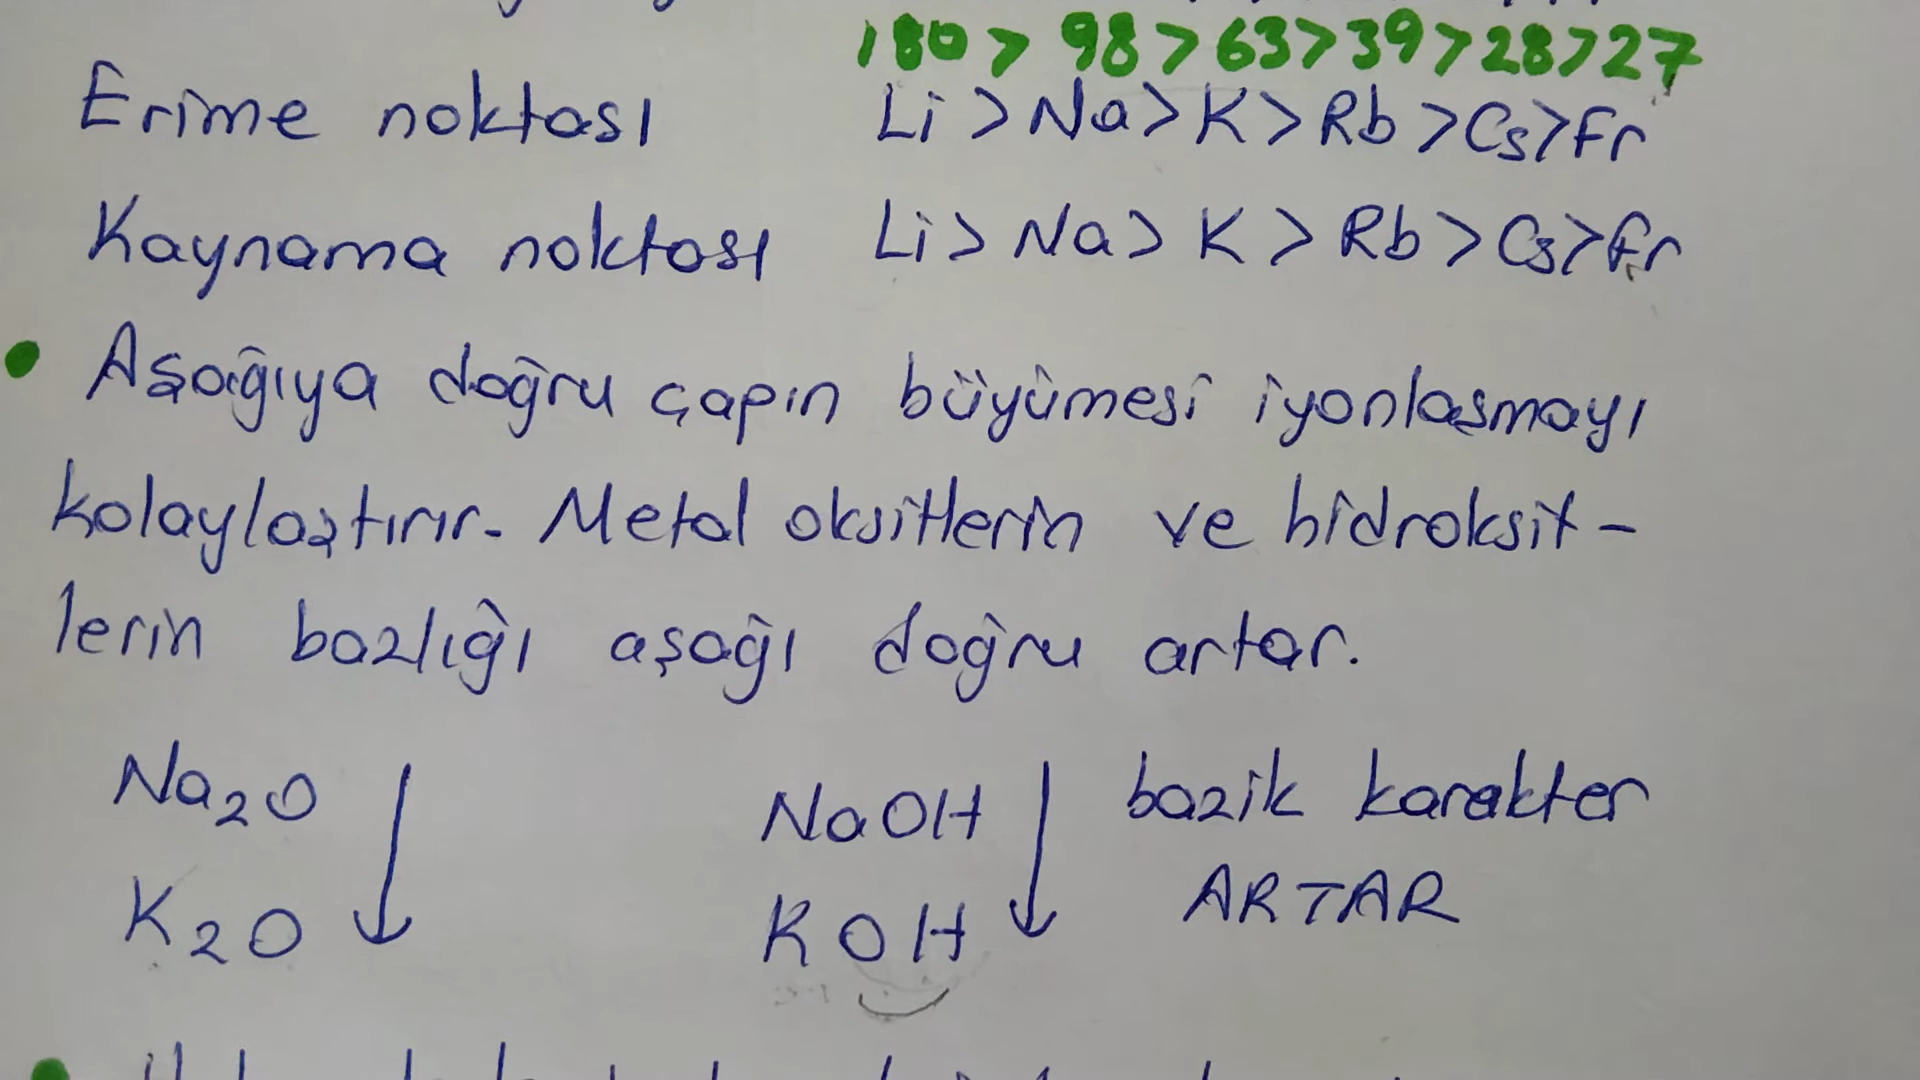 180 > 98 > 63 > 39 > 28 > 27
Erime noktası Li > Na > K > Rb > Cs > Fr
Kaynama noktası Li > Na > K > Rb > Cs > Fr
• Aşağıya doğru çapın büyümesi iyonlaşmayı
kolaylaştırır. Metal oksitlerin ve hidroksit-
lerin bazlığı aşağı doğru artar.
Na₂O ↓ NaOH ↓ bazik karakter
K₂O KOH ARTAR